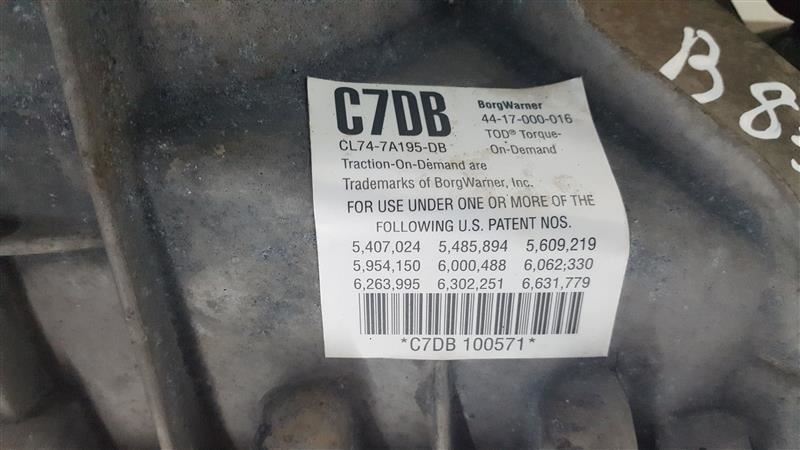 C7DB
BorgWarner
44-17-000-016
CL74-7A195-DB
TOD® Torque-
On-Demand
Traction-On-Demand are
Trademarks of BorgWarner, Inc.
FOR USE UNDER ONE OR MORE OF THE
FOLLOWING U.S. PATENT NOS.
5,407,024 5,485,894 5,609,219
5,954,150 6,000,488 6,062,330
6,263,995 6,302,251 6,631,779
*C7DB 100571*
B 8